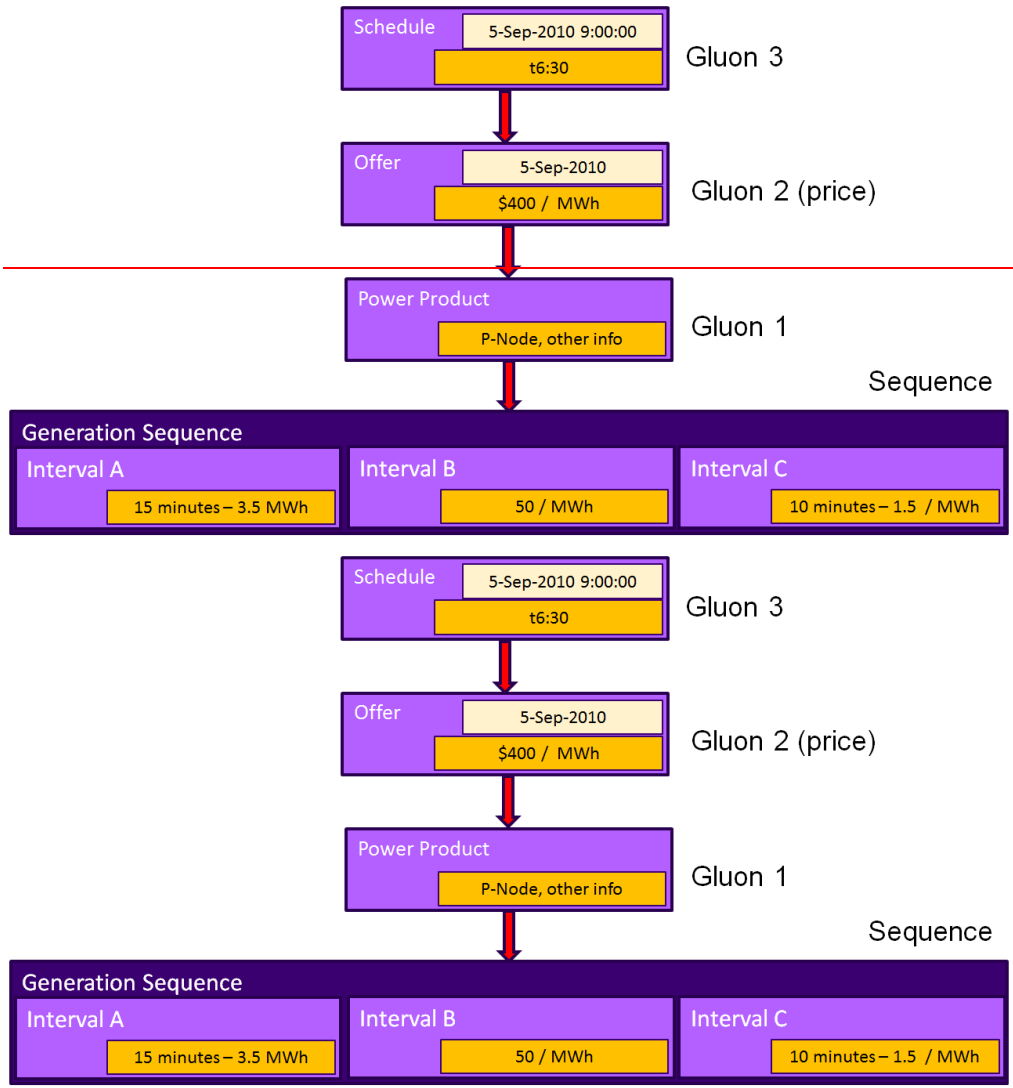 Schedule
5-Sep-2010 9:00:00
t6:30
Gluon 3
Offer
5-Sep-2010
$400 / MWh
Gluon 2 (price)
Power Product
P-Node, other info
Gluon 1
Sequence
Generation Sequence
Interval A
15 minutes – 3.5 MWh
Interval B
50 / MWh
Interval C
10 minutes – 1.5 / MWh
Schedule
5-Sep-2010 9:00:00
t6:30
Gluon 3
Offer
5-Sep-2010
$400 / MWh
Gluon 2 (price)
Power Product
P-Node, other info
Gluon 1
Sequence
Generation Sequence
Interval A
15 minutes – 3.5 MWh
Interval B
50 / MWh
Interval C
10 minutes – 1.5 / MWh